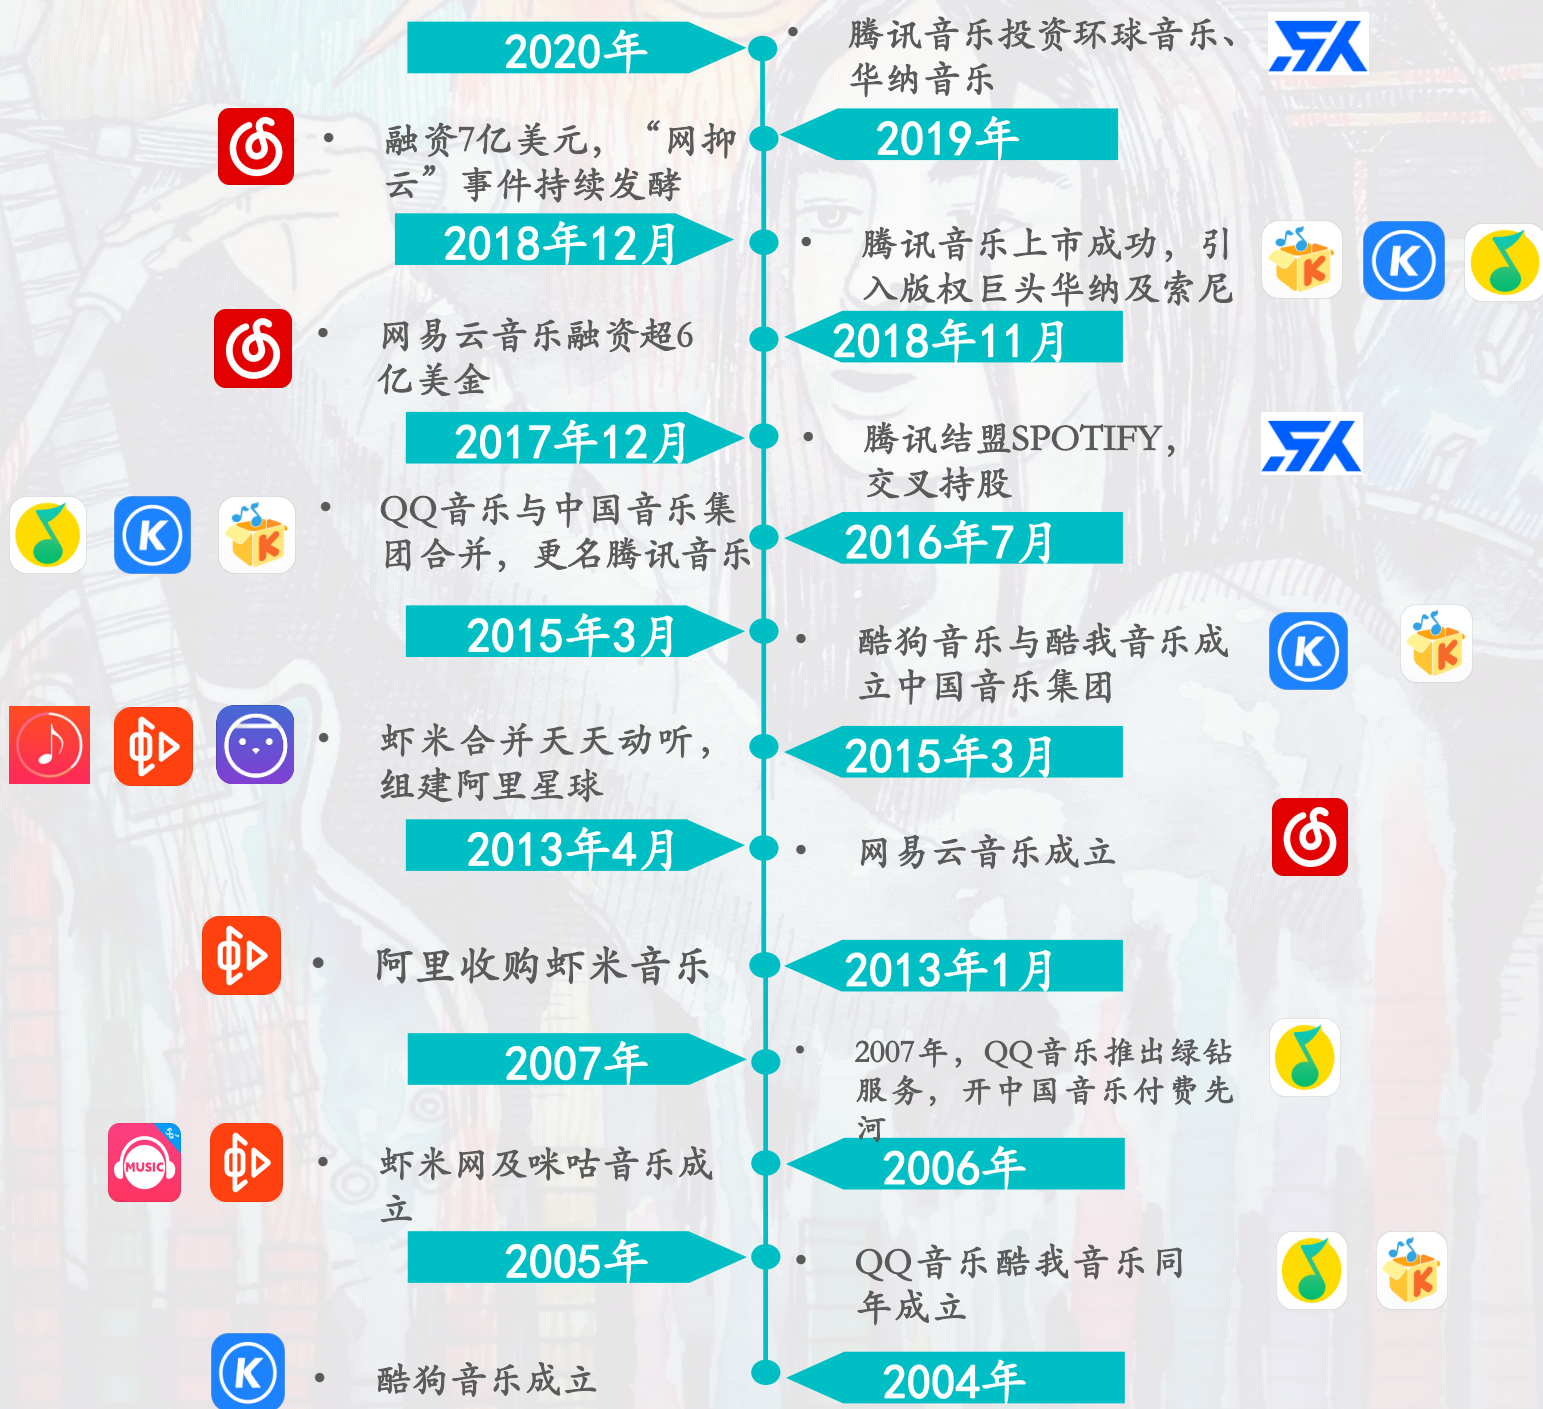 2020年
腾讯音乐投资环球音乐、
华纳音乐
2019年
融资7亿美元，“网抑
云”事件持续发酵
2018年12月
腾讯音乐上市成功，引
入版权巨头华纳及索尼
2018年11月
网易云音乐融资超6
亿美金
2017年12月
腾讯结盟SPOTIFY，
交叉持股
2016年7月
QQ音乐与中国音乐集
团合并，更名腾讯音乐
2015年3月
酷狗音乐与酷我音乐成
立中国音乐集团
2015年3月
虾米合并天天动听，
组建阿里星球
2013年4月
网易云音乐成立
2013年1月
阿里收购虾米音乐
2007年
2007年，QQ音乐推出绿钻
服务，开中国音乐付费先
河
2006年
虾米网及咪咕音乐成
立
MUSIC
2005年
QQ音乐酷我音乐同
年成立
2004年
酷狗音乐成立
K